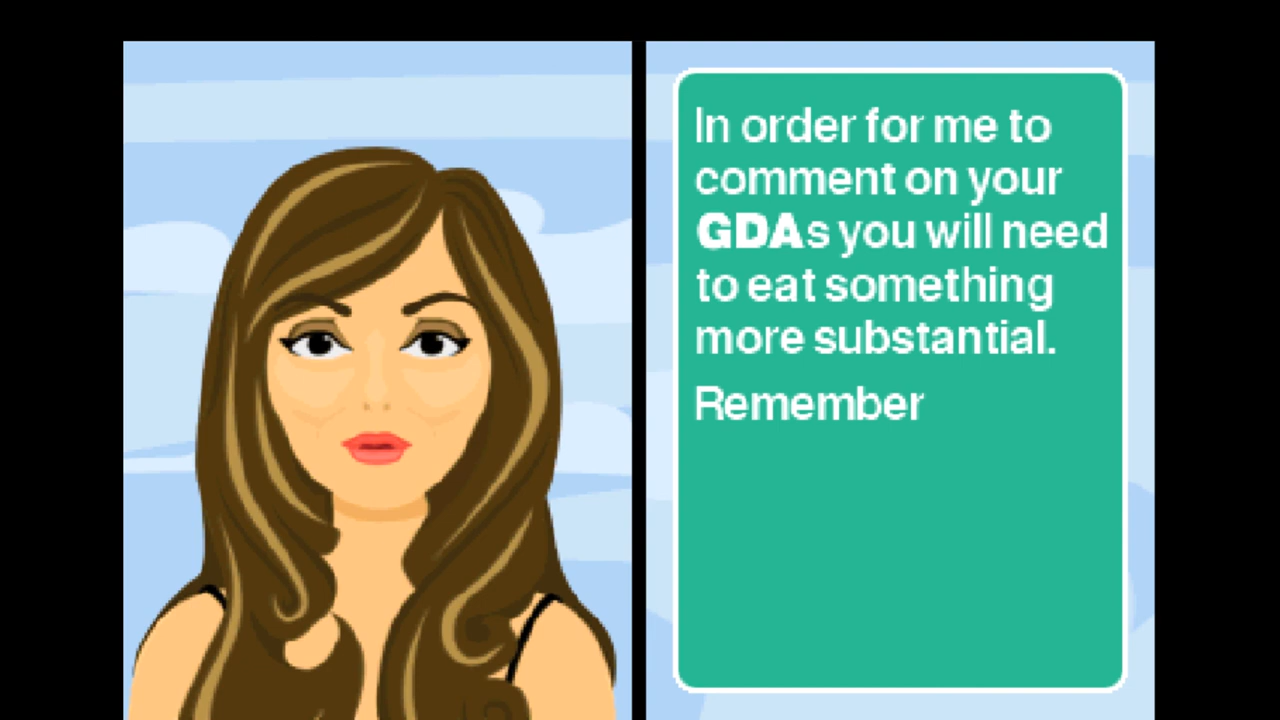 In order for me to
comment on your
GDAs you will need
to eat something
more substantial.
Remember